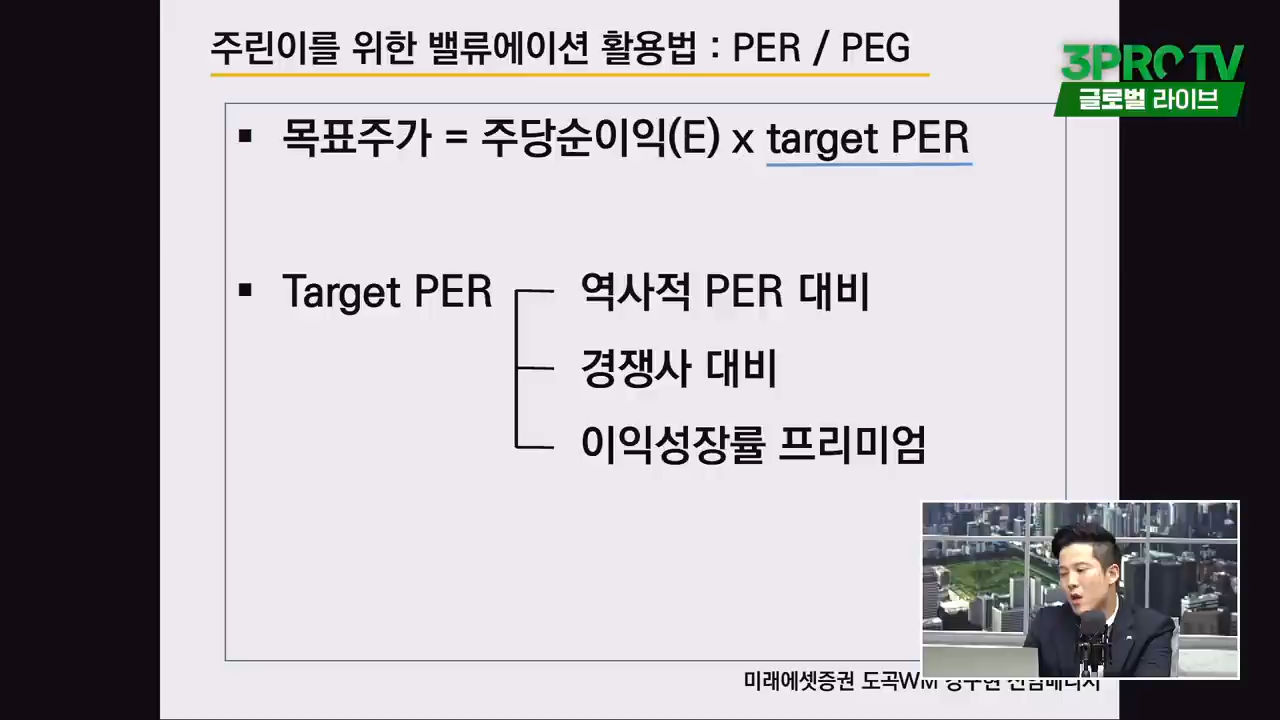 주린이를 위한 밸류에이션 활용법 : PER / PEG
3PRO TV
글로벌 라이브
▪ 목표주가 = 주당순이익(E) x target PER
▪ Target PER
역사적 PER 대비
경쟁사 대비
이익성장률 프리미엄
미래에셋증권 도곡WM